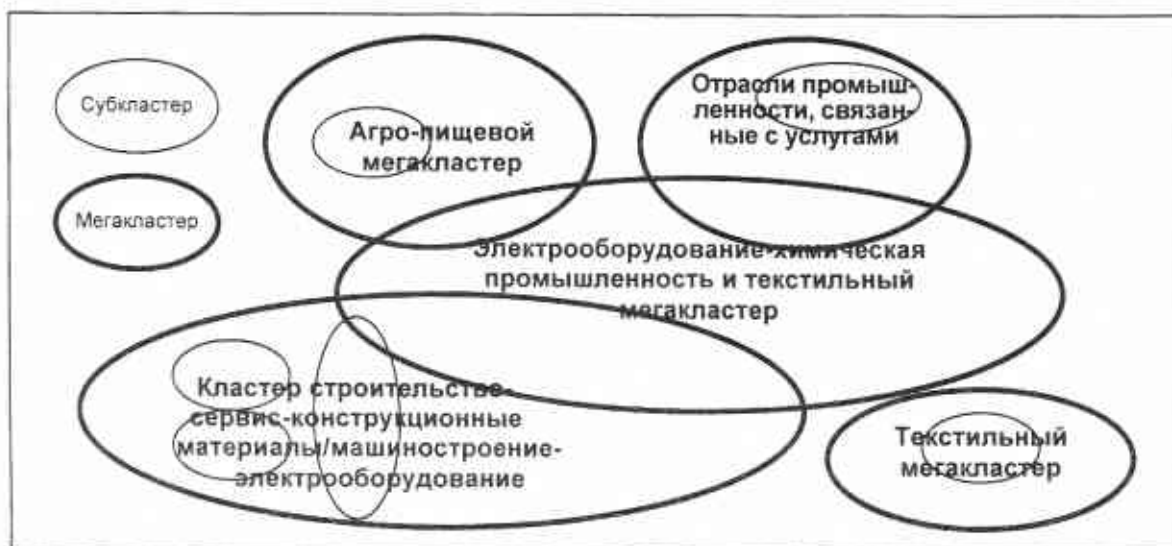 Субкластер
Мегакластер
Агро-пищевой
мегакластер
Отрасли промыш-
ленности, связан-
ные с услугами
Электрооборудование-химическая
промышленность и текстильный
мегакластер
Кластер строительстве-
сервис-конструкционные
материалы/машиностроение-
электрооборудование
Текстильный
мегакластер